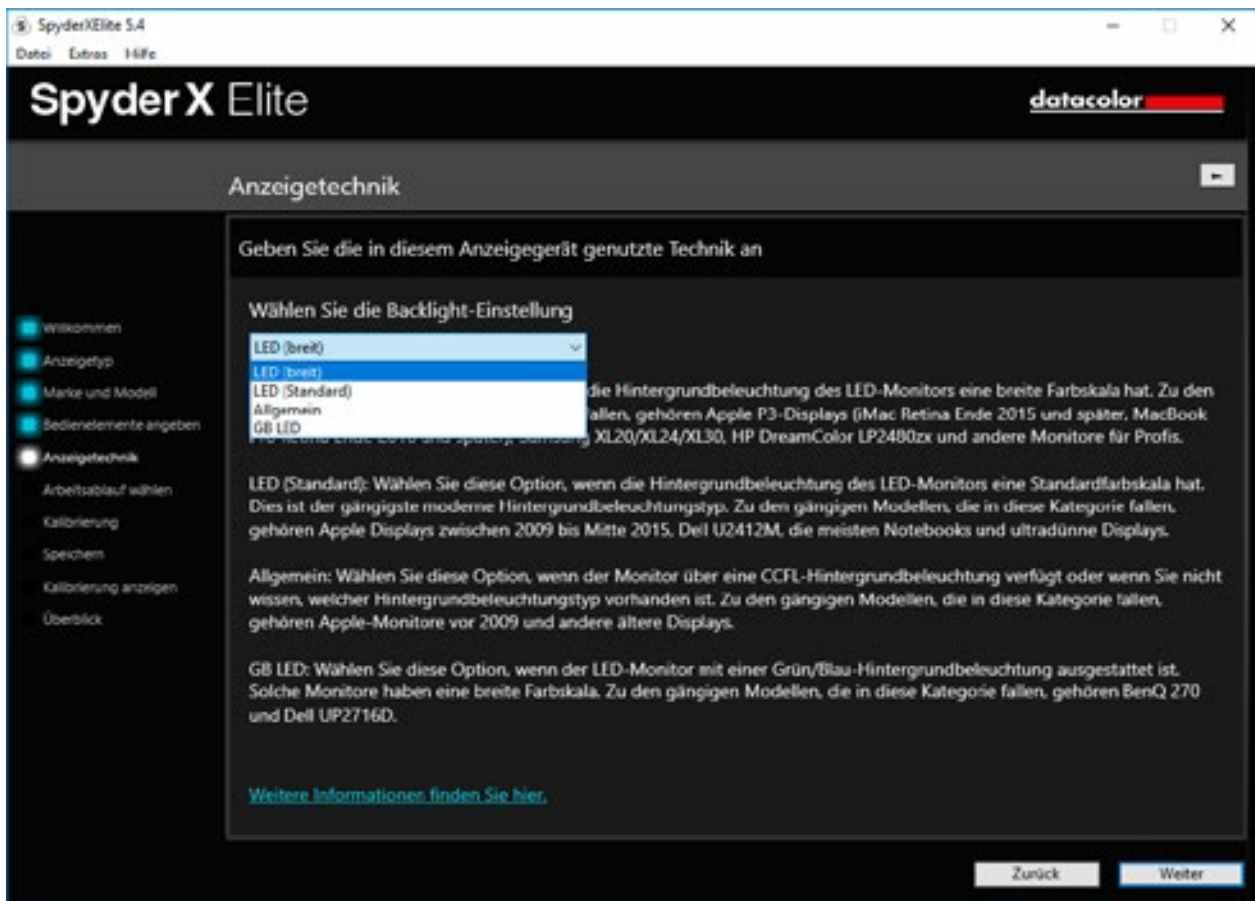 SpyderXElite 5.4
Datei Extras Hilfe
Spyder X Elite
datacolor
Anzeigetechnik
Geben Sie die in diesem Anzeigegerät genutzte Technik an
Willkommen
Anzeigetyp
Marke und Modell
Bedienelemente angeben
Anzeigetechnik
Arbeitsablauf wählen
Kalibrierung
Speichern
Kalibrierung anzeigen
Überblick
Wählen Sie die Backlight-Einstellung
LED (breit)
LED (breit)
LED (Standard)
Allgemein
GB LED
die Hintergrundbeleuchtung des LED-Monitors eine breite Farbskala hat. Zu den
fallen, gehören Apple P3-Displays (iMac Retina Ende 2015 und später, MacBook
XL20/XL24/XL30, HP DreamColor LP2480zx und andere Monitore für Profis.
LED (Standard): Wählen Sie diese Option, wenn die Hintergrundbeleuchtung des LED-Monitors eine Standardfarbskala hat.
Dies ist der gängigste moderne Hintergrundbeleuchtungstyp. Zu den gängigen Modellen, die in diese Kategorie fallen,
gehören Apple Displays zwischen 2009 bis Mitte 2015, Dell U2412M, die meisten Notebooks und ultradünne Displays.
Allgemein: Wählen Sie diese Option, wenn der Monitor über eine CCFL-Hintergrundbeleuchtung verfügt oder wenn Sie nicht
wissen, welcher Hintergrundbeleuchtungstyp vorhanden ist. Zu den gängigen Modellen, die in diese Kategorie fallen,
gehören Apple-Monitore vor 2009 und andere ältere Displays.
GB LED: Wählen Sie diese Option, wenn der LED-Monitor mit einer Grün/Blau-Hintergrundbeleuchtung ausgestattet ist.
Solche Monitore haben eine breite Farbskala. Zu den gängigen Modellen, die in diese Kategorie fallen, gehören BenQ 270
und Dell UP2716D.
Weitere Informationen finden Sie hier.
Zurück
Weiter